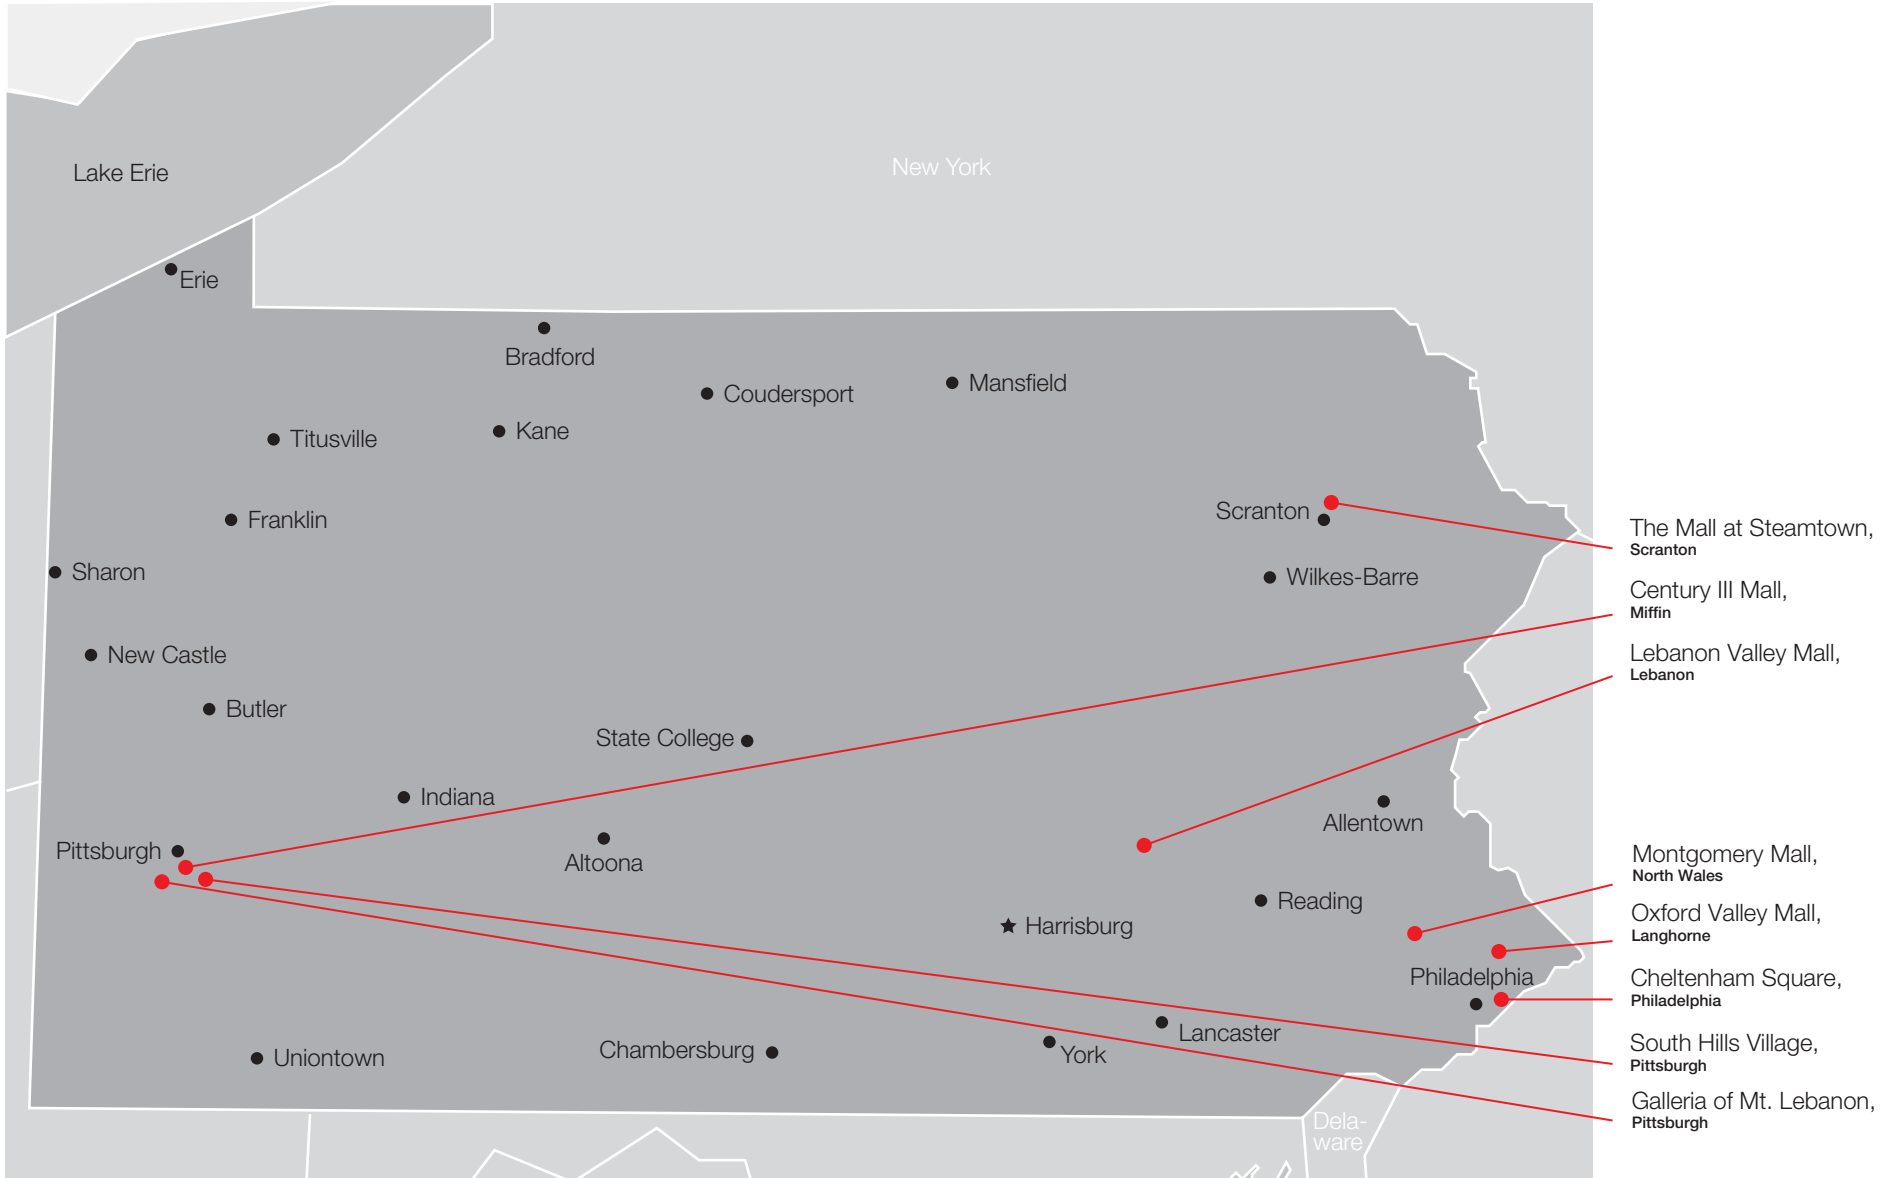 Lake Erie
New York
Erie
Bradford
Coudersport
Mansfield
Kane
Titusville
Franklin
Scranton
Sharon
Wilkes-Barre
New Castle
Butler
State College
Indiana
Allentown
Pittsburgh
Altoona
Reading
Harrisburg
Philadelphia
Lancaster
York
Chambersburg
Uniontown
Dela-
ware
The Mall at Steamtown,
Scranton
Century III Mall,
Miffin
Lebanon Valley Mall,
Lebanon
Montgomery Mall,
North Wales
Oxford Valley Mall,
Langhorne
Cheltenham Square,
Philadelphia
South Hills Village,
Pittsburgh
Galleria of Mt. Lebanon,
Pittsburgh